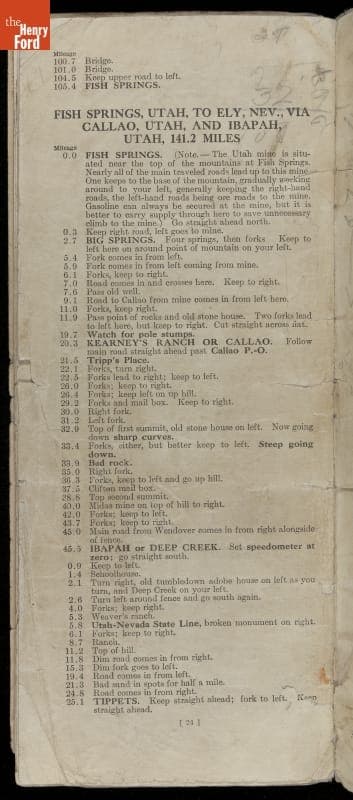 the
Henry
Ford
Mileage
100.7 Bridge.
101.0 Bridge.
104.5 Keep upper road to left.
105.4 FISH SPRINGS.
FISH SPRINGS, UTAH, TO ELY, NEV., VIA
CALLAO, UTAH, AND IBAPAH,
UTAH, 141.2 MILES
Mileage
0.0 FISH SPRINGS. (Note.—The Utah mine is situ-
ated near the top of the mountains at Fish Springs.
Nearly all of the main traveled roads lead up to this mine.
One keeps to the base of the mountain, gradually working
around to your left, generally keeping the right-hand
roads, the left-hand roads being ore roads to the mine.
Gasoline can always be secured at the mine, but it is
better to carry supply through here to save unnecessary
climb to the mine.) Go straight ahead north.
0.3 Keep right road, left goes to mine.
2.7 BIG SPRINGS. Four springs, then forks Keep to
left here on around point of mountain on your left.
5.4 Fork comes in from left.
5.9 Fork comes in from left coming from mine.
6.1 Forks, keep to right.
7.0 Road comes in and crosses here. Keep to right.
7.6 Pass old well.
9.1 Road to Callao from mine comes in from left here.
11.0 Forks, keep right.
11.9 Pass point of rocks and old stone house. Two forks lead
to left here, but keep to right. Cut straight across flat.
19.7 Watch for pole stumps.
20.3 KEARNEY'S RANCH OR CALLAO. Follow
main road straight ahead past Callao P.-O.
21.5 Tripp's Place.
22.1 Forks, turn right.
22.5 Forks lead to right; keep to left.
26.0 Forks; keep to right.
26.4 Forks; keep left on up hill.
29.2 Forks and mail box. Keep to right.
30.0 Right fork.
31.2 Left fork.
32.9 Top of first summit, old stone house on left. Now going
down sharp curves.
33.4 Forks, either, but better keep to left. Steep going
down.
33.9 Bad rock.
35.0 Right fork.
36.3 Forks, keep to left and go up hill.
37.5 Clifton mail box.
38.8 Top second summit.
40.0 Midas mine on top of hill to right.
42.0 Forks; keep to left.
43.7 Forks; keep to right.
45.0 Main road from Wendover comes in from right alongside
of fence.
45.5 IBAPAH or DEEP CREEK. Set speedometer at
zero; go straight south.
0.9 Keep to left.
1.4 Schoolhouse.
2.1 Turn right, old tumbledown adobe house on left as you
turn, and Deep Creek on your left.
2.6 Turn left around fence and go south again.
4.0 Forks; keep right.
5.3 Weaver's ranch.
5.8 Utah-Nevada State Line, broken monument on right.
6.1 Forks; keep to right.
8.7 Ranch.
11.2 Top of hill.
11.8 Dim road comes in from right.
15.3 Dim fork goes to left.
19.4 Road comes in from left.
21.3 Bad sand in spots for half a mile.
24.8 Road comes in from right.
25.1 TIPPETS. Keep straight ahead; fork to left. Keep
straight ahead.
[ 24 ]